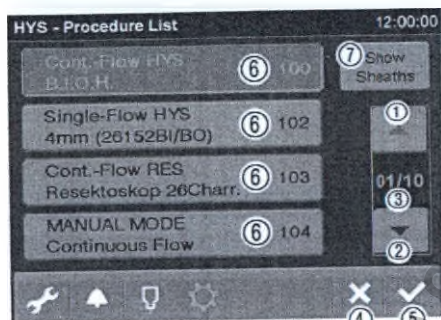 HYS - Procedure List 12:00:00
Cont.-Flow HYS
B.I.O.H.
⑥ 100
⑦ Show
Sheaths
Single-Flow HYS
4mm (26152BI/BO)
⑥ 102
①
Cont.-Flow RES
Resektoskop 26Charr.
⑥ 103
01/10
③
MANUAL MODE
Continuous Flow
⑥ 104
②
④ ⑤